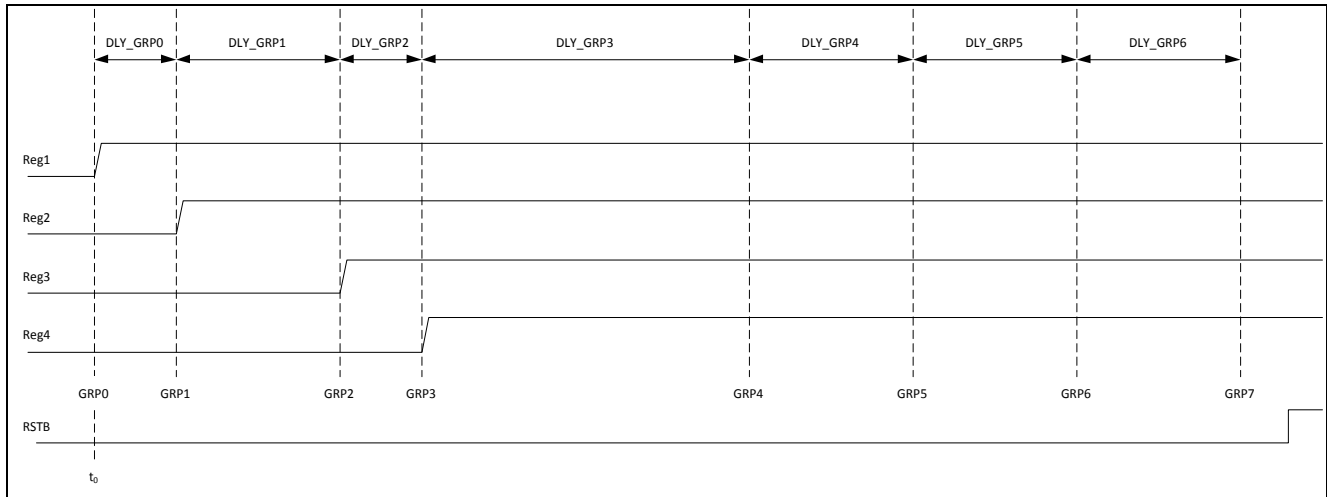 DLY_GRP0 DLY_GRP1 DLY_GRP2 DLY_GRP3 DLY_GRP4 DLY_GRP5 DLY_GRP6
Reg1
Reg2
Reg3
Reg4
GRP0 GRP1 GRP2 GRP3 GRP4 GRP5 GRP6 GRP7
RSTB
t₀